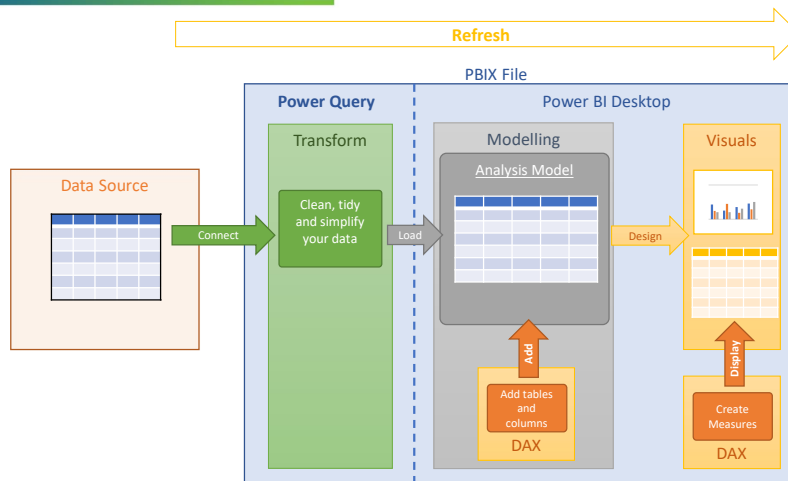 Refresh
PBIX File
Power Query
Power BI Desktop
Transform
Modelling
Visuals
Data Source
Analysis Model
Clean, tidy
and simplify
your data
Connect
Load
Design
Add
Display
Add tables
and
columns
DAX
Create
Measures
DAX